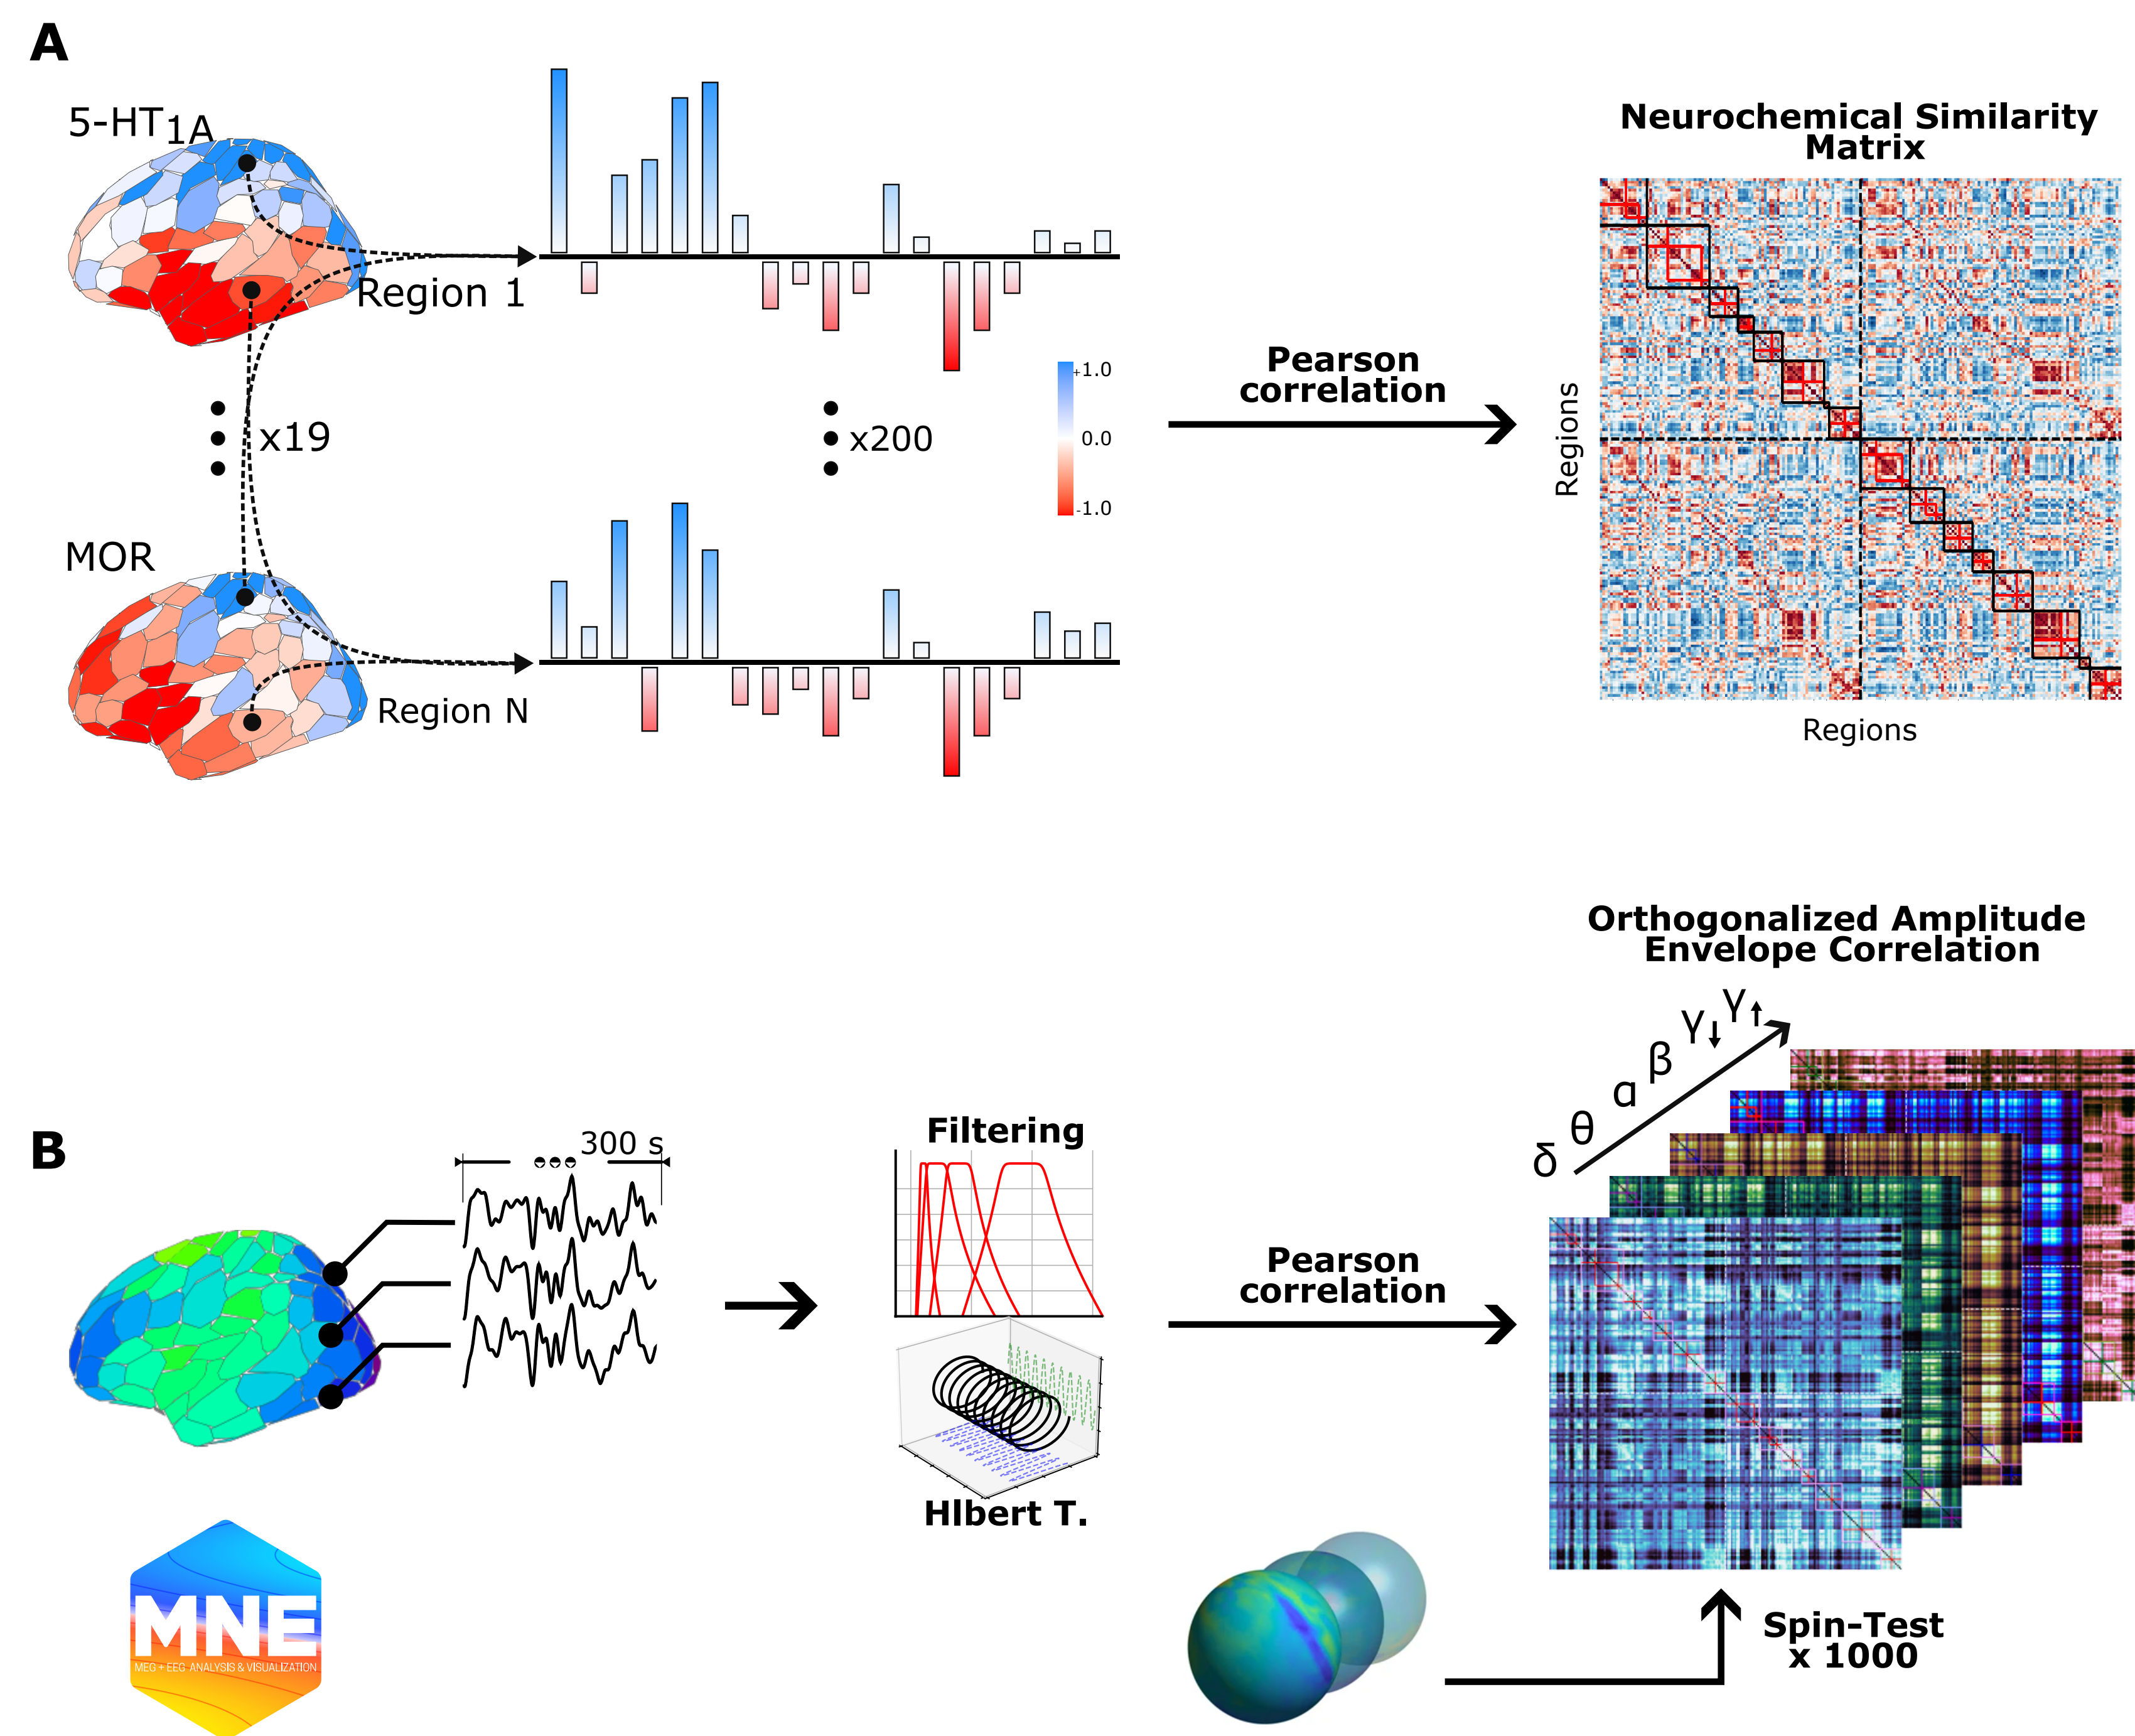 A
5-HT1A
Region 1
x19
MOR
Region N
x200
+1.0
0.0
-1.0
Pearson
correlation
Neurochemical Similarity
Matrix
Regions
Regions
B
300 s
Filtering
HIbert T.
Pearson
correlation
Orthogonalized Amplitude
Envelope Correlation
δ θ α β γ↓ γ↑
Spin-Test
x 1000
MNE
MEG + EEG ANALYSIS & VISUALIZATION